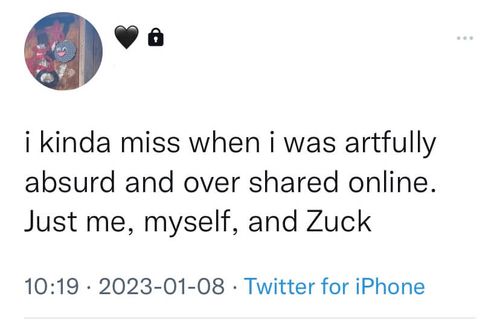 i kinda miss when i was artfully
absurd and over shared online.
Just me, myself, and Zuck
10:19 · 2023-01-08 · Twitter for iPhone